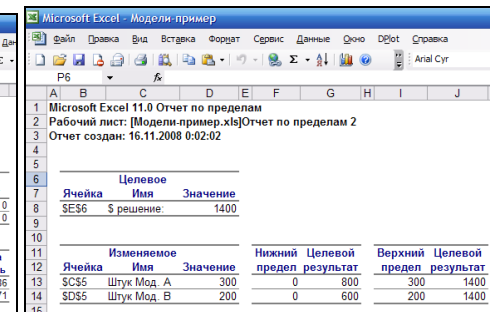 Microsoft Excel - Модели-пример
Файл Правка Вид Вставка Формат Сервис Данные Окно DPlot Справка
Arial Cyr
P6 fx
A B C D E F G H I J
1 Microsoft Excel 11.0 Отчет по пределам
2 Рабочий лист: [Модели-пример.xls]Отчет по пределам 2
3 Отчет создан: 16.11.2008 0:02:02
4
5
6 Целевое
7 Ячейка Имя Значение
8 $E$6 $ решение: 1400
9
10
11 Изменяемое Нижний Целевой Верхний Целевой
12 Ячейка Имя Значение предел результат предел результат
13 $C$5 Штук Мод. A 300 0 800 300 1400
14 $D$5 Штук Мод. B 200 0 600 200 1400
15